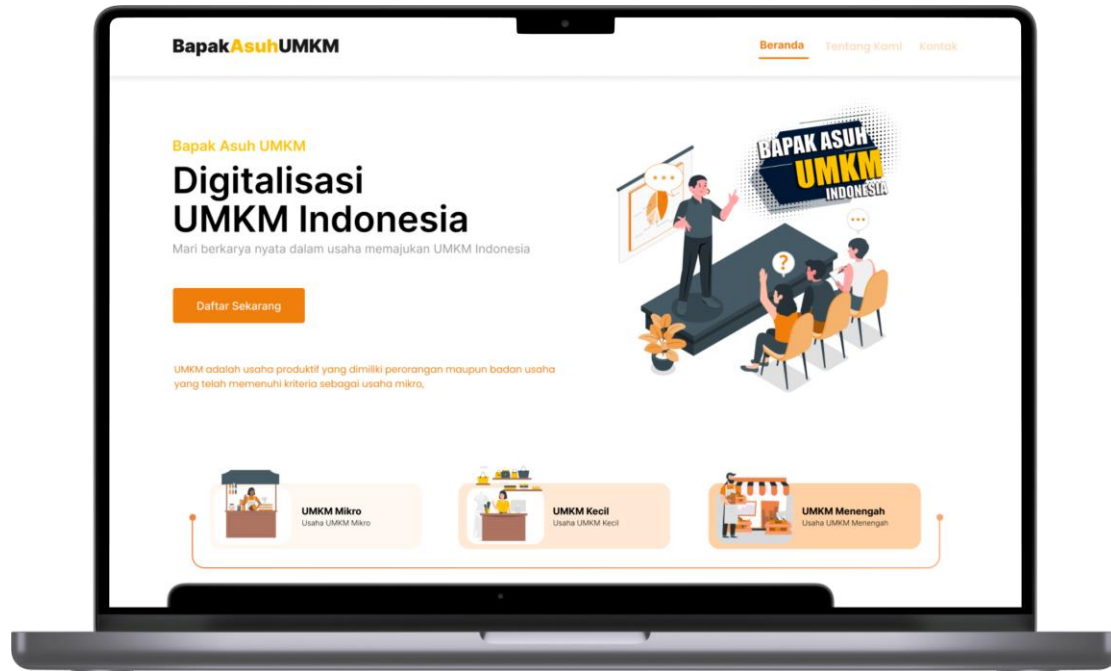 BapakAsuhUMKM
Beranda Tentang Kami Kontak
Bapak Asuh UMKM
Digitalisasi
UMKM Indonesia
Mari berkarya nyata dalam usaha memajukan UMKM Indonesia
Daftar Sekarang
UMKM adalah usaha produktif yang dimiliki perorangan maupun badan usaha
yang telah memenuhi kriteria sebagai usaha mikro,
BAPAK ASUH
UMKM
INDONESIA
?
UMKM Mikro
Usaha UMKM Mikro
UMKM Kecil
Usaha UMKM Kecil
UMKM Menengah
Usaha UMKM Menengah